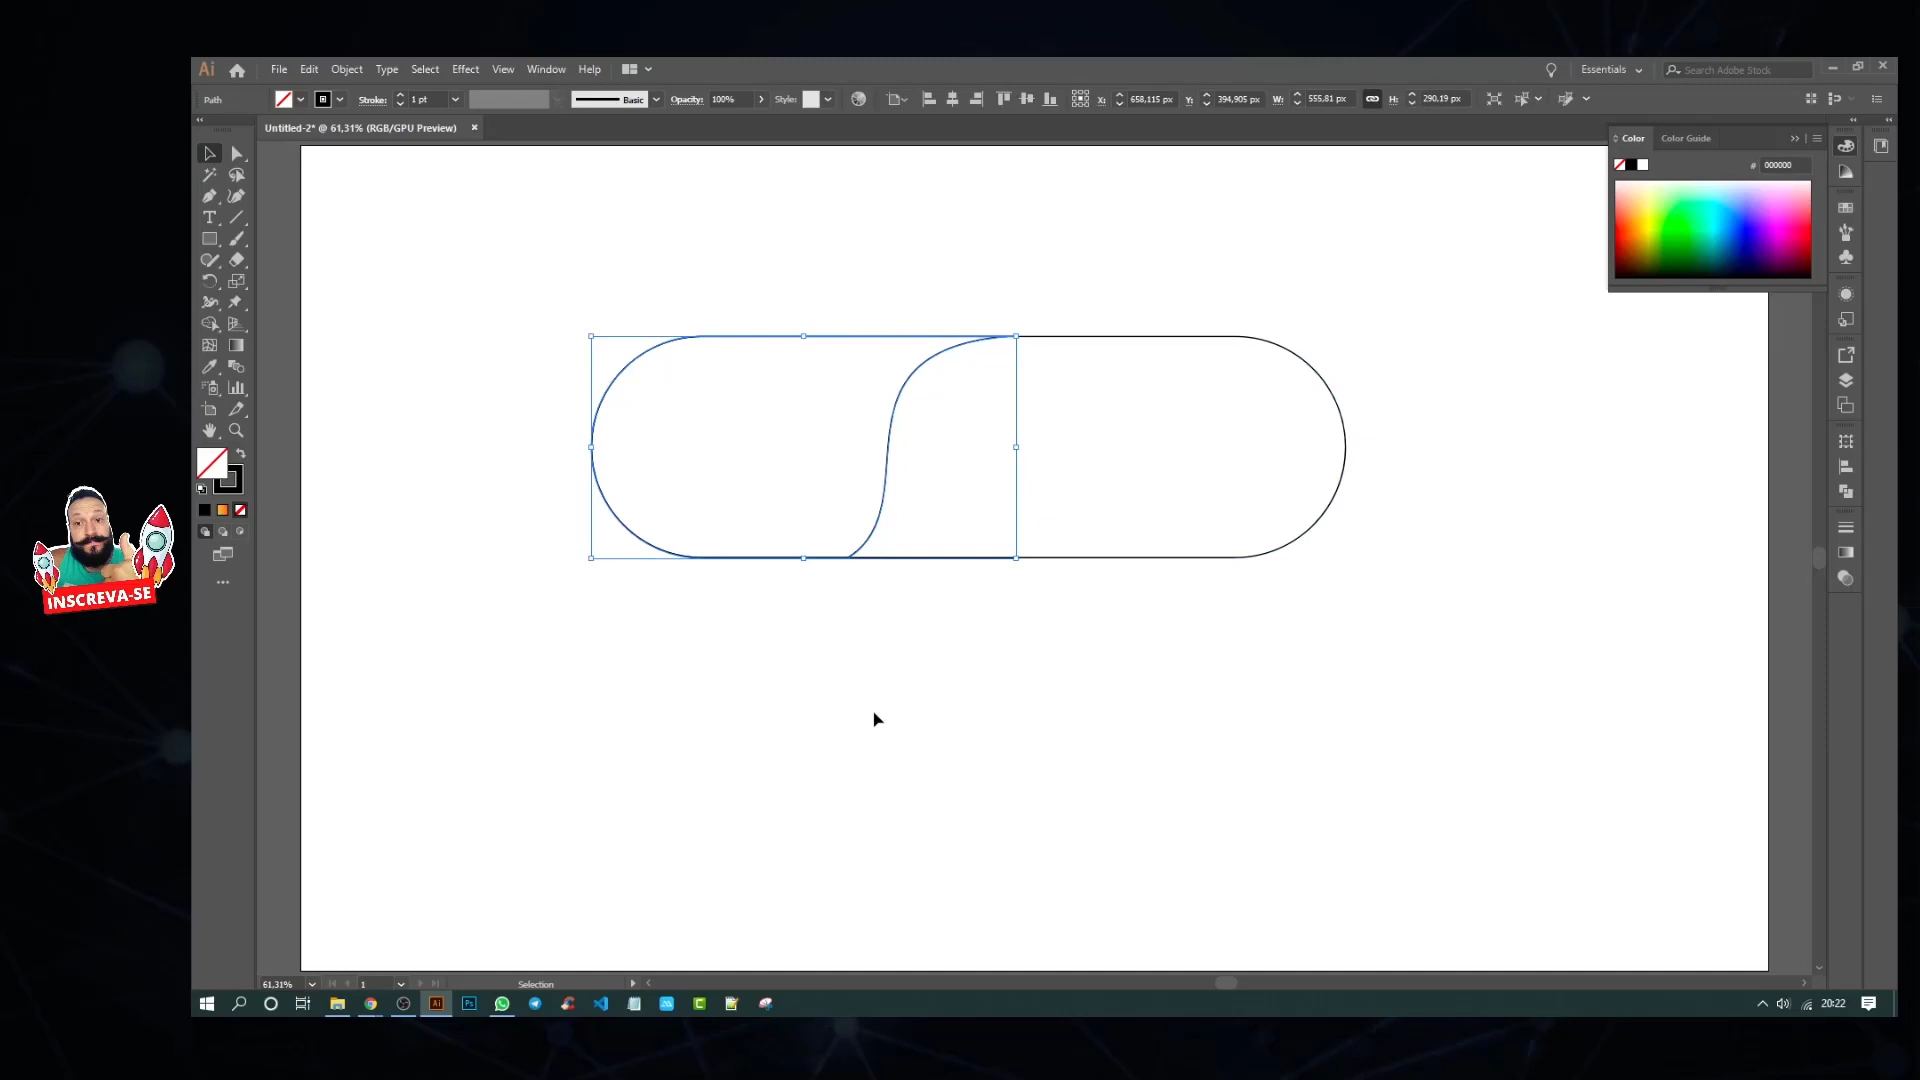 Ai File Edit Object Type Select Effect View Window Help Essentials Search Adobe Stock
Path Stroke: 1 pt Basic Opacity: 100% Style: X: 658,115 px Y: 394,905 px W: 555,81 px H: 290,19 px
Untitled-2* @ 61,31% (RGB/GPU Preview) ×
Color Color Guide
# 000000
INSCREVA-SE
61,31% 1 Selection
Ai Ps 20:22